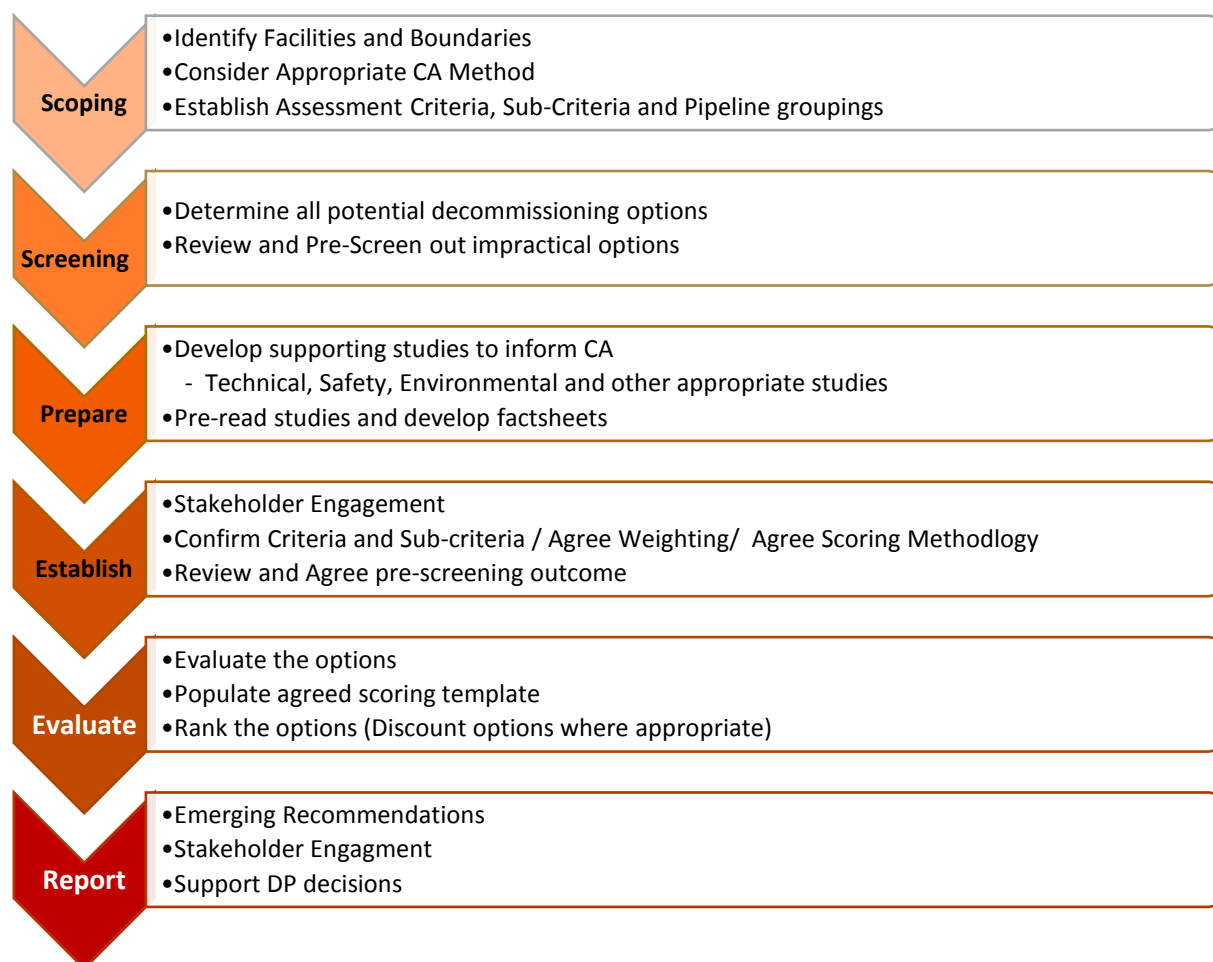 Scoping
•Identify Facilities and Boundaries
•Consider Appropriate CA Method
•Establish Assessment Criteria, Sub-Criteria and Pipeline groupings
Screening
•Determine all potential decommissioning options
•Review and Pre-Screen out impractical options
Prepare
•Develop supporting studies to inform CA
- Technical, Safety, Environmental and other appropriate studies
•Pre-read studies and develop factsheets
Establish
•Stakeholder Engagement
•Confirm Criteria and Sub-criteria / Agree Weighting/ Agree Scoring Methodlogy
•Review and Agree pre-screening outcome
Evaluate
•Evaluate the options
•Populate agreed scoring template
•Rank the options (Discount options where appropriate)
Report
•Emerging Recommendations
•Stakeholder Engagment
•Support DP decisions